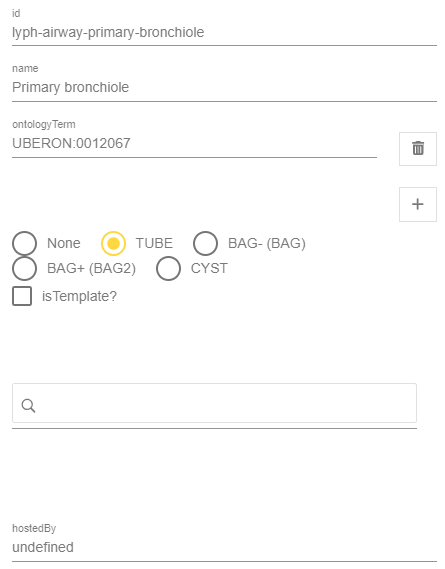 id
lyph-airway-primary-bronchiole
name
Primary bronchiole
ontologyTerm
UBERON:0012067
None TUBE BAG- (BAG)
BAG+ (BAG2) CYST
isTemplate?
hostedBy
undefined